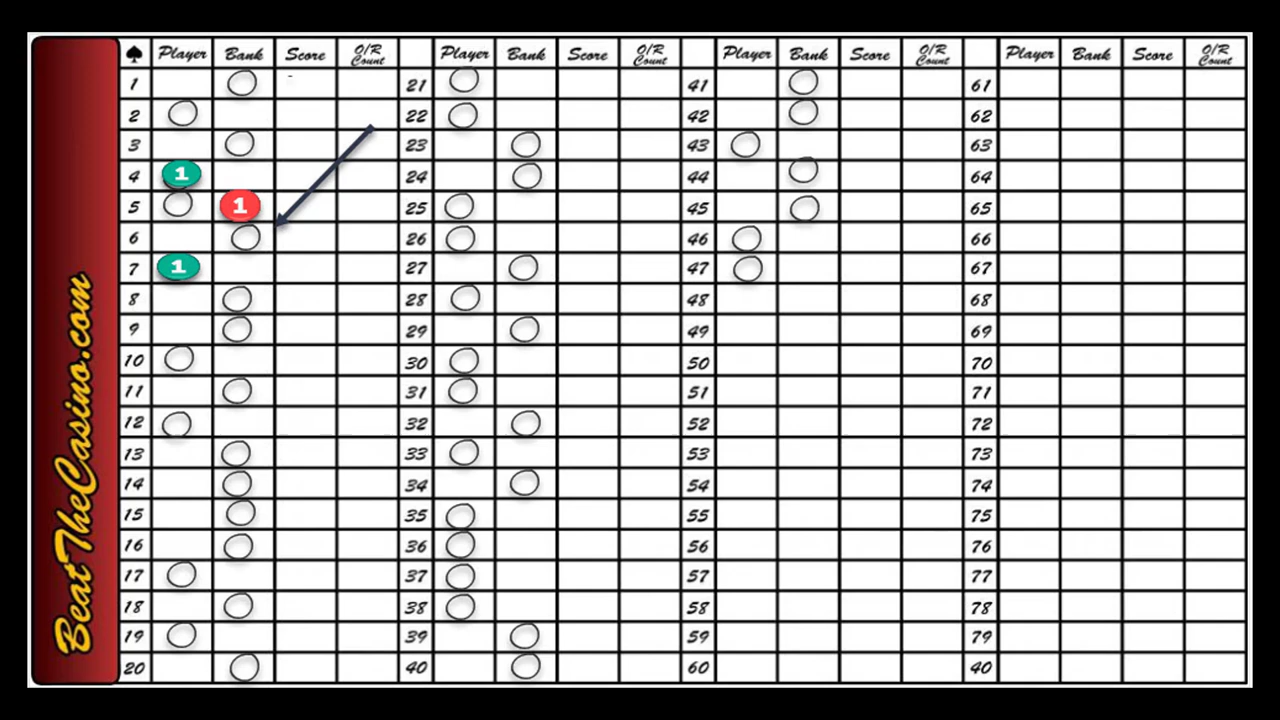 BeatTheCasino.com
♠ Player Bank Score O/R Count Player Bank Score O/R Count Player Bank Score O/R Count Player Bank Score O/R Count
1 21 41 61
2 22 42 62
3 23 43 63
4 1 24 44 64
5 1 25 45 65
6 26 46 66
7 1 27 47 67
8 28 48 68
9 29 49 69
10 30 50 70
11 31 51 71
12 32 52 72
13 33 53 73
14 34 54 74
15 35 55 75
16 36 56 76
17 37 57 77
18 38 58 78
19 39 59 79
20 40 60 40